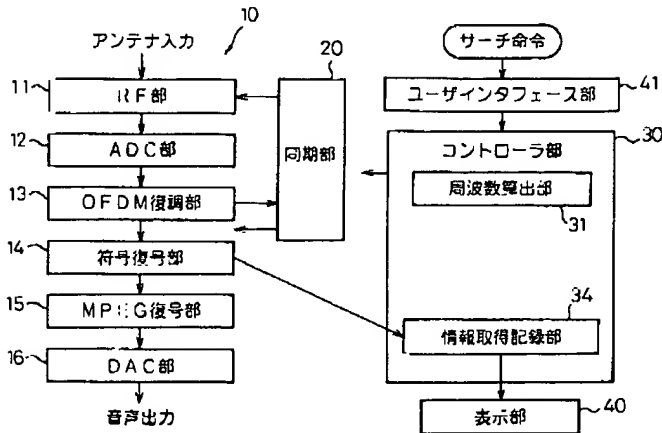 10
アンテナ入力
11
RF部
12
ADC部
13
OFDM復調部
14
符号復号部
15
MPEG復号部
16
DAC部
音声出力
20
同期部
サーチ命令
ユーザインタフェース部
41
30
コントローラ部
周波数算出部
31
34
情報取得記録部
表示部
40